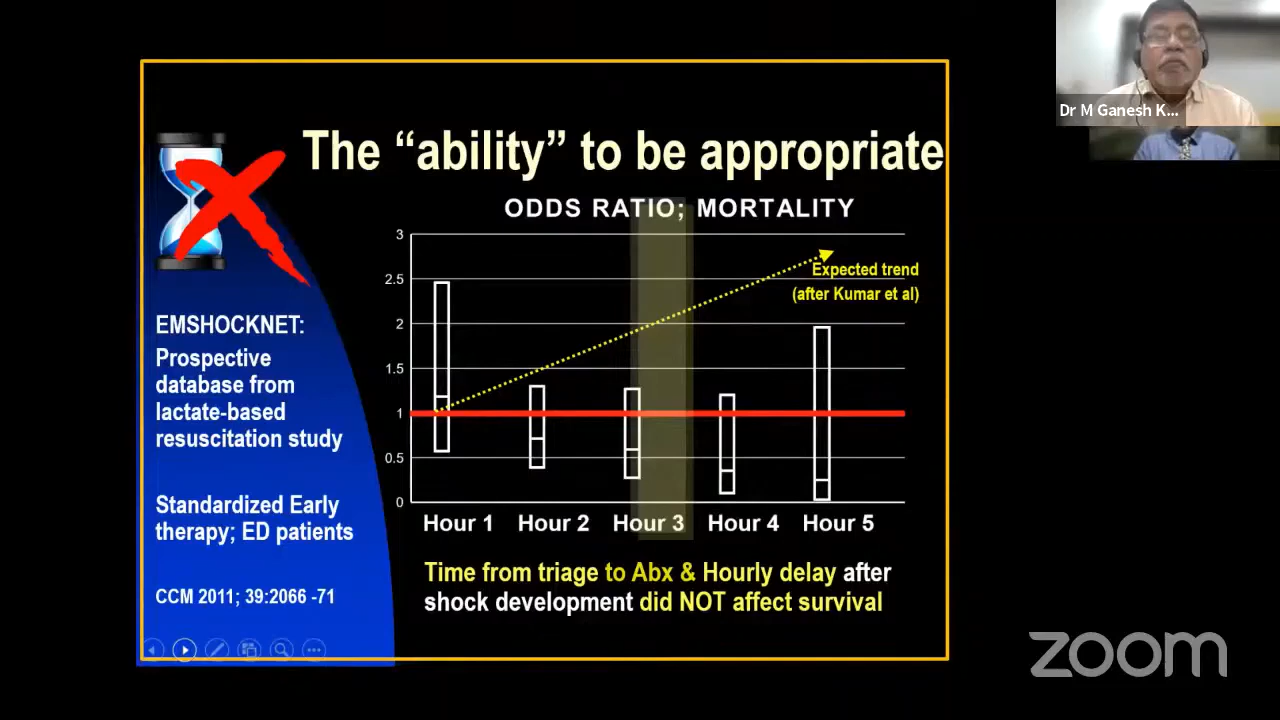 Dr M Ganesh K...
The “ability” to be appropriate
ODDS RATIO; MORTALITY
3
2.5
2
1.5
1
0.5
0
Expected trend
(after Kumar et al)
Hour 1 Hour 2 Hour 3 Hour 4 Hour 5
EMSHOCKNET:
Prospective
database from
lactate-based
resuscitation study
Standardized Early
therapy; ED patients
CCM 2011; 39:2066 -71
Time from triage to Abx & Hourly delay after
shock development did NOT affect survival
zoom